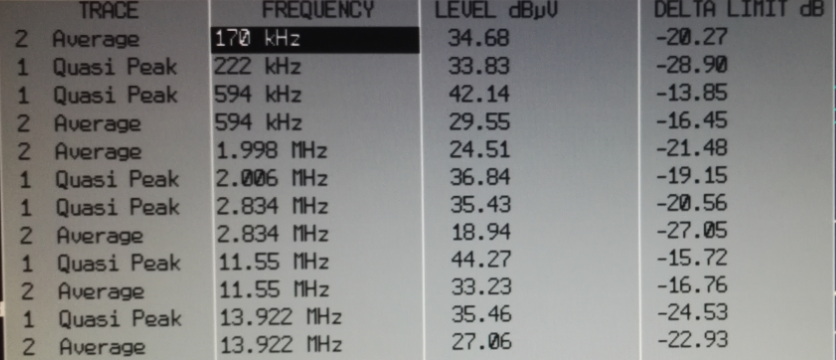 TRACE FREQUENCY LEVEL dBµV DELTA LIMIT dB
2 Average 170 kHz 34.68 -20.27
1 Quasi Peak 222 kHz 33.83 -28.90
1 Quasi Peak 594 kHz 42.14 -13.85
2 Average 594 kHz 29.55 -16.45
2 Average 1.998 MHz 24.51 -21.48
1 Quasi Peak 2.006 MHz 36.84 -19.15
1 Quasi Peak 2.834 MHz 35.43 -20.56
2 Average 2.834 MHz 18.94 -27.05
1 Quasi Peak 11.55 MHz 44.27 -15.72
2 Average 11.55 MHz 33.23 -16.76
1 Quasi Peak 13.922 MHz 35.46 -24.53
2 Average 13.922 MHz 27.06 -22.93